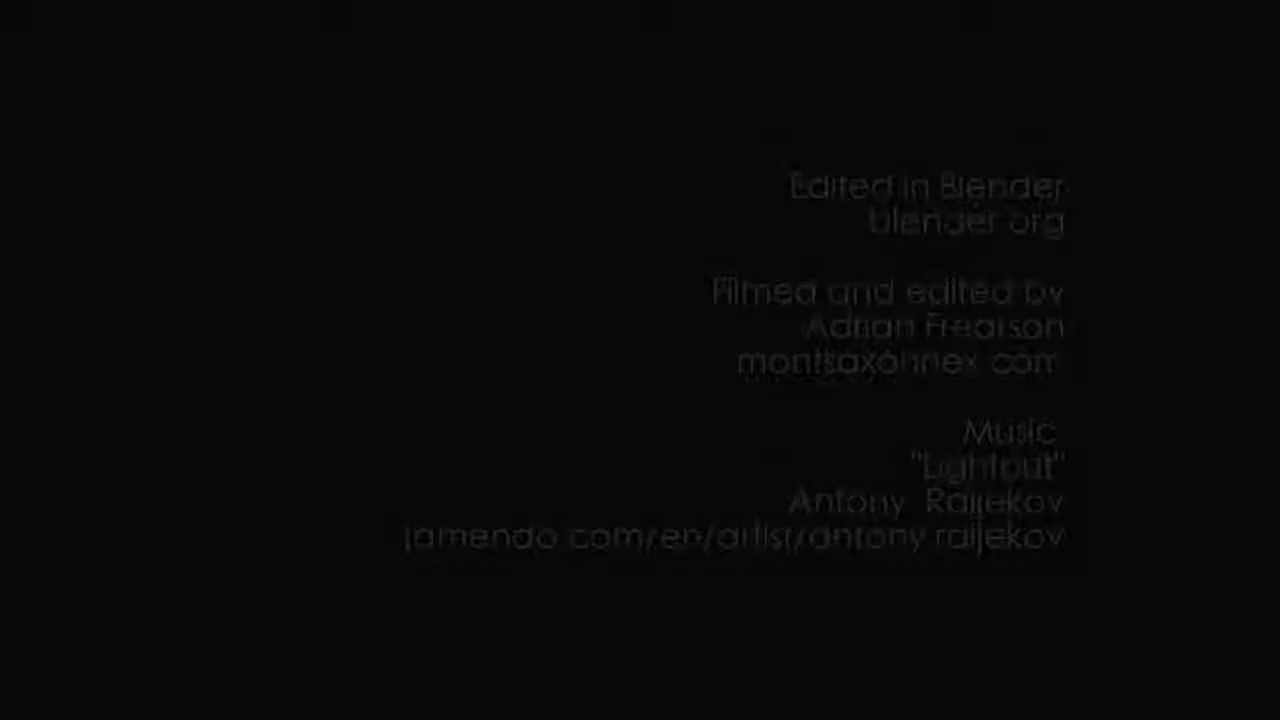 Edited in Blender
blender.org
Filmed and edited by
Adrian Frearson
montsaxonnex.com
Music
"Lightout"
Antony Raijekov
jamendo.com/en/artist/antony.raijekov